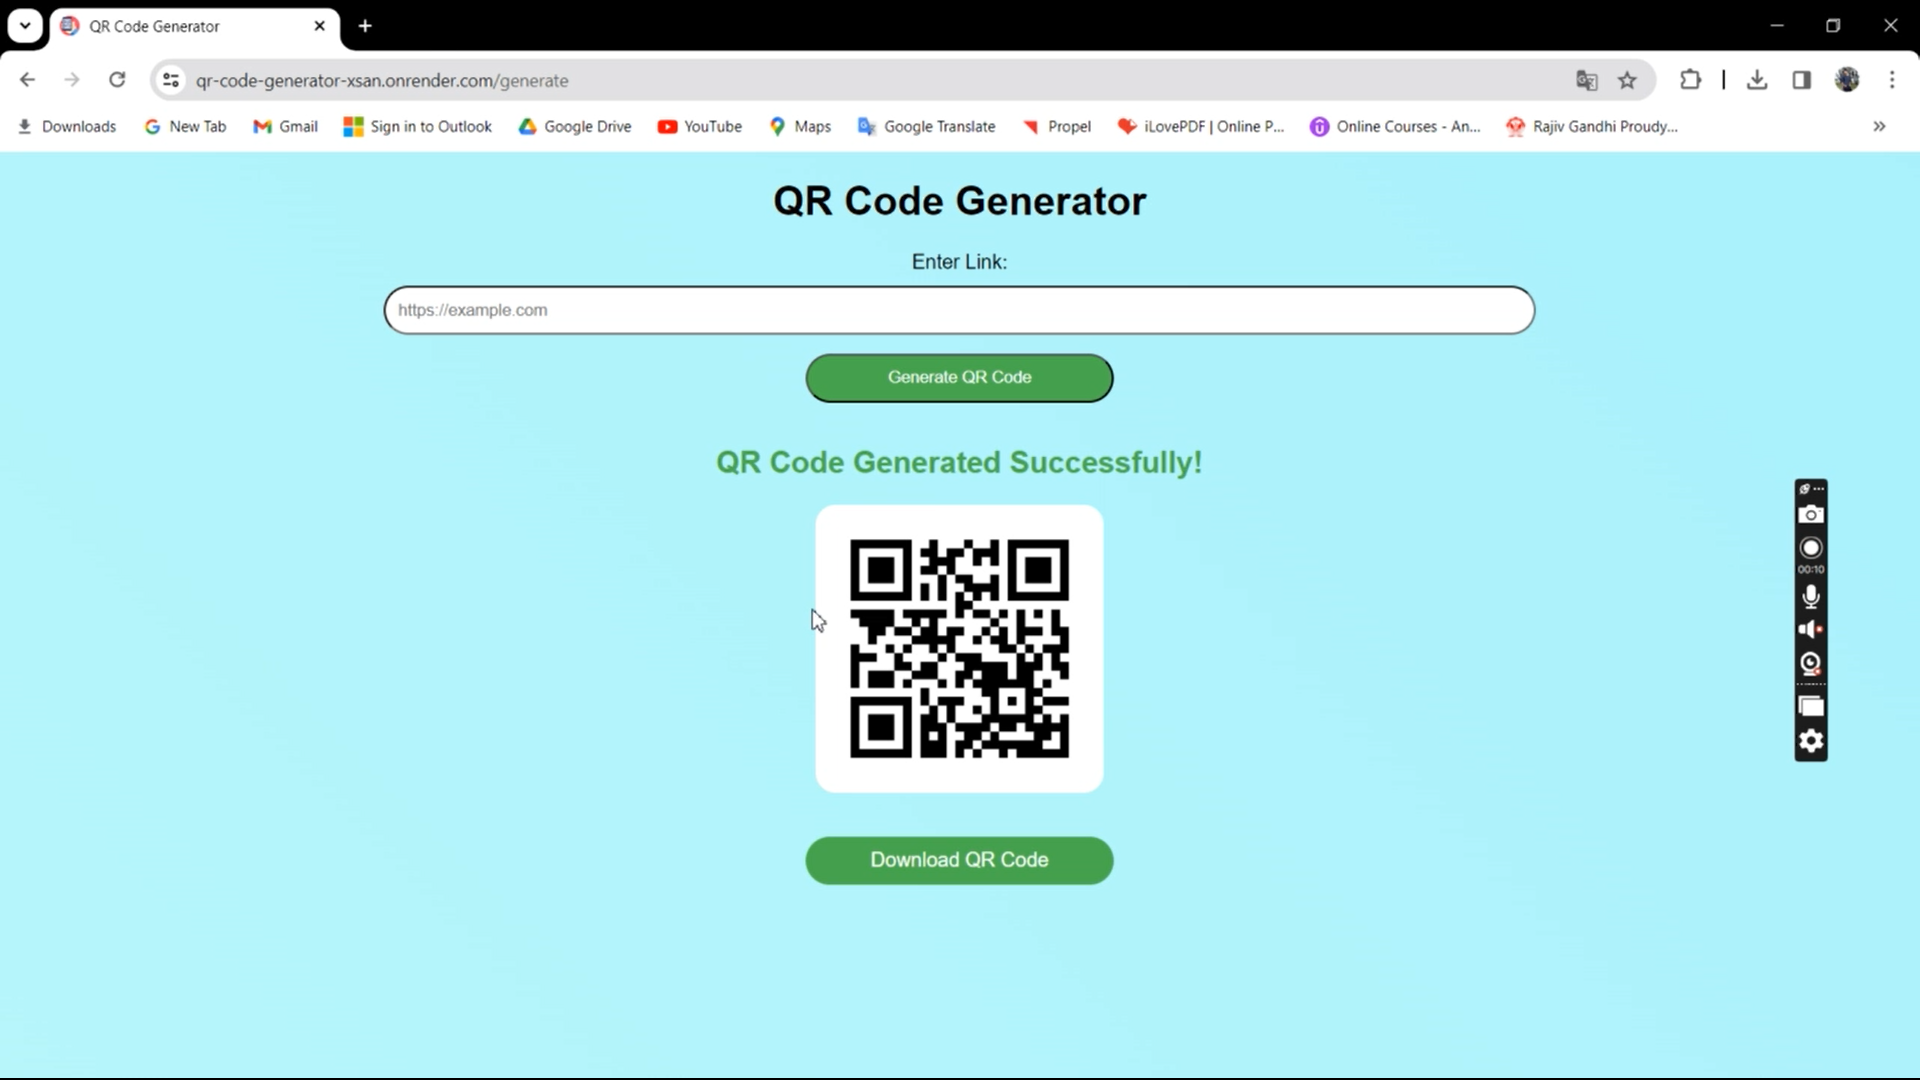 QR Code Generator
qr-code-generator-xsan.onrender.com/generate
Downloads New Tab Gmail Sign in to Outlook Google Drive YouTube Maps Google Translate Propel iLovePDF | Online P... Online Courses - An... Rajiv Gandhi Proudy...
QR Code Generator
Enter Link:
https://example.com
Generate QR Code
QR Code Generated Successfully!
00:10
Download QR Code